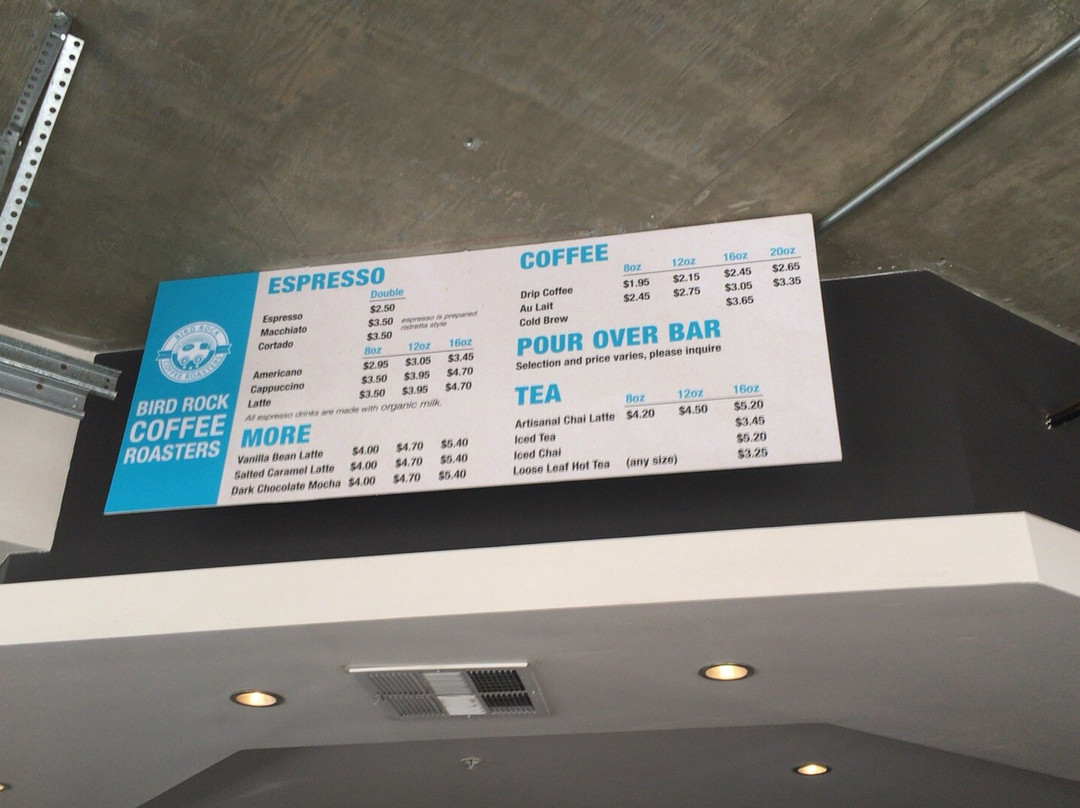 BIRD ROCK
COFFEE ROASTERS
BIRD ROCK
COFFEE
ROASTERS
ESPRESSO
Double
Espresso $2.50
Macchiato $3.50 espresso is prepared
ristretta style
Cortado $3.50
8oz 12oz 16oz
Americano $2.95 $3.05 $3.45
Cappuccino $3.50 $3.95 $4.70
Latte $3.50 $3.95 $4.70
All espresso drinks are made with organic milk.
MORE
Vanilla Bean Latte $4.00 $4.70 $5.40
Salted Caramel Latte $4.00 $4.70 $5.40
Dark Chocolate Mocha $4.00 $4.70 $5.40
COFFEE
8oz 12oz 16oz 20oz
Drip Coffee $1.95 $2.15 $2.45 $2.65
Au Lait $2.45 $2.75 $3.05 $3.35
Cold Brew $3.65
POUR OVER BAR
Selection and price varies, please inquire
TEA
8oz 12oz 16oz
Artisanal Chai Latte $4.20 $4.50 $5.20
Iced Tea $3.45
Iced Chai $5.20
Loose Leaf Hot Tea (any size) $3.25